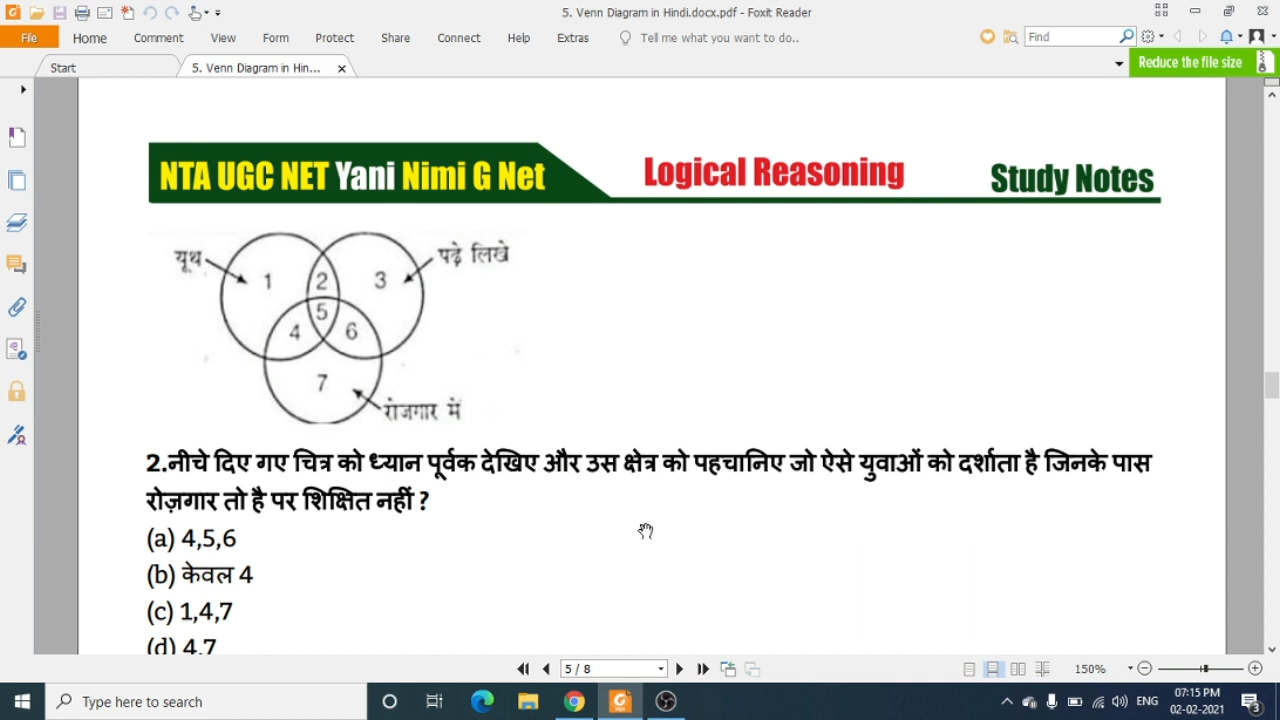 5. Venn Diagram in Hindi.docx.pdf - Foxit Reader
File Home Comment View Form Protect Share Connect Help Extras Tell me what you want to do.. Find
Start 5. Venn Diagram in Hin... Reduce the file size
NTA UGC NET Yani Nimi G Net Logical Reasoning Study Notes
यूथ 1 2 3 पढ़े लिखे
5
4 6
7
रोजगार में
2.नीचे दिए गए चित्र को ध्यान पूर्वक देखिए और उस क्षेत्र को पहचानिए जो ऐसे युवाओं को दर्शाता है जिनके पास
रोज़गार तो है पर शिक्षित नहीं ?
(a) 4,5,6
(b) केवल 4
(c) 1,4,7
(d) 4,7
5 / 8 150%
Type here to search ENG 07:15 PM
02-02-2021 3